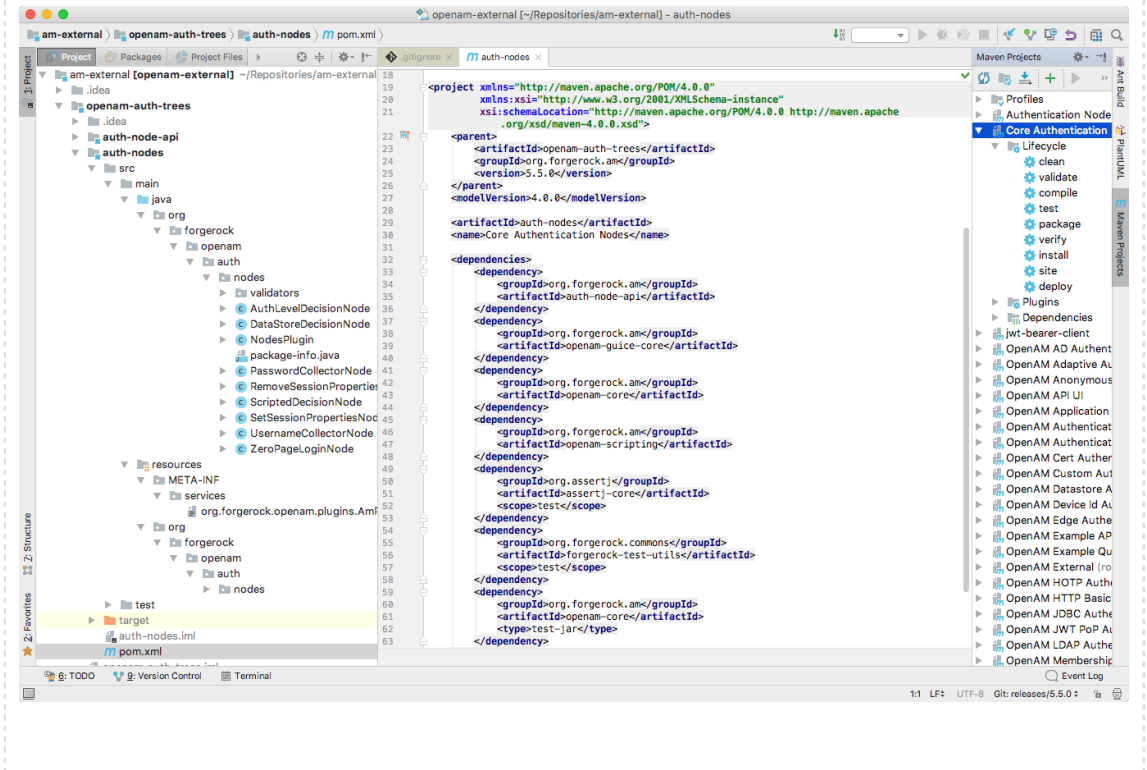 openam-external [~/Repositories/am-external] - auth-nodes
am-external openam-auth-trees auth-nodes pom.xml
Project Packages Project Files
.gitignore auth-nodes
Maven Projects
1: Project
am-external [openam-external] ~/Repositories/am-external
.idea
openam-auth-trees
.idea
auth-node-api
auth-nodes
src
main
java
org
forgerock
openam
auth
nodes
validators
AuthLevelDecisionNode
DataStoreDecisionNode
NodesPlugin
package-info.java
PasswordCollectorNode
RemoveSessionProperties
ScriptedDecisionNode
SetSessionPropertiesNod
UsernameCollectorNode
ZeroPageLoginNode
resources
META-INF
services
org.forgerock.openam.plugins.AmP
org
forgerock
openam
auth
nodes
test
target
auth-nodes.iml
pom.xml
Z: Structure
2: Favorites
18
19 <project xmlns="http://maven.apache.org/POM/4.0.0"
20 xmlns:xsi="http://www.w3.org/2001/XMLSchema-instance"
21 xsi:schemaLocation="http://maven.apache.org/POM/4.0.0 http://maven.apache
.org/xsd/maven-4.0.0.xsd">
22 <parent>
23 <artifactId>openam-auth-trees</artifactId>
24 <groupId>org.forgerock.am</groupId>
25 <version>5.5.0</version>
26 </parent>
27 <modelVersion>4.0.0</modelVersion>
28
29 <artifactId>auth-nodes</artifactId>
30 <name>Core Authentication Nodes</name>
31
32 <dependencies>
33 <dependency>
34 <groupId>org.forgerock.am</groupId>
35 <artifactId>auth-node-api</artifactId>
36 </dependency>
37 <dependency>
38 <groupId>org.forgerock.am</groupId>
39 <artifactId>openam-guice-core</artifactId>
40 </dependency>
41 <dependency>
42 <groupId>org.forgerock.am</groupId>
43 <artifactId>openam-core</artifactId>
44 </dependency>
45 <dependency>
46 <groupId>org.forgerock.am</groupId>
47 <artifactId>openam-scripting</artifactId>
48 </dependency>
49 <dependency>
50 <groupId>org.assertj</groupId>
51 <artifactId>assertj-core</artifactId>
52 <scope>test</scope>
53 </dependency>
54 <dependency>
55 <groupId>org.forgerock.commons</groupId>
56 <artifactId>forgerock-test-utils</artifactId>
57 <scope>test</scope>
58 </dependency>
59 <dependency>
60 <groupId>org.forgerock.am</groupId>
61 <artifactId>openam-core</artifactId>
62 <type>test-jar</type>
63 </dependency>
Profiles
Authentication Node
Core Authentication
Lifecycle
clean
validate
compile
test
package
verify
install
site
deploy
Plugins
Dependencies
jwt-bearer-client
OpenAM AD Authent
OpenAM Adaptive Au
OpenAM Anonymous
OpenAM API UI
OpenAM Application
OpenAM Authenticat
OpenAM Authenticat
OpenAM Cert Authen
OpenAM Custom Aut
OpenAM Datastore A
OpenAM Device Id Au
OpenAM Edge Authe
OpenAM Example AP
OpenAM Example Qu
OpenAM External (ro
OpenAM HOTP Auth
OpenAM HTTP Basic
OpenAM JDBC Authe
OpenAM JWT PoP Au
OpenAM LDAP Authe
OpenAM Membership
Ant Build
PlantUML
Maven Projects
6: TODO 9: Version Control Terminal Event Log
1:1 LF UTF-8 Git: releases/5.5.0